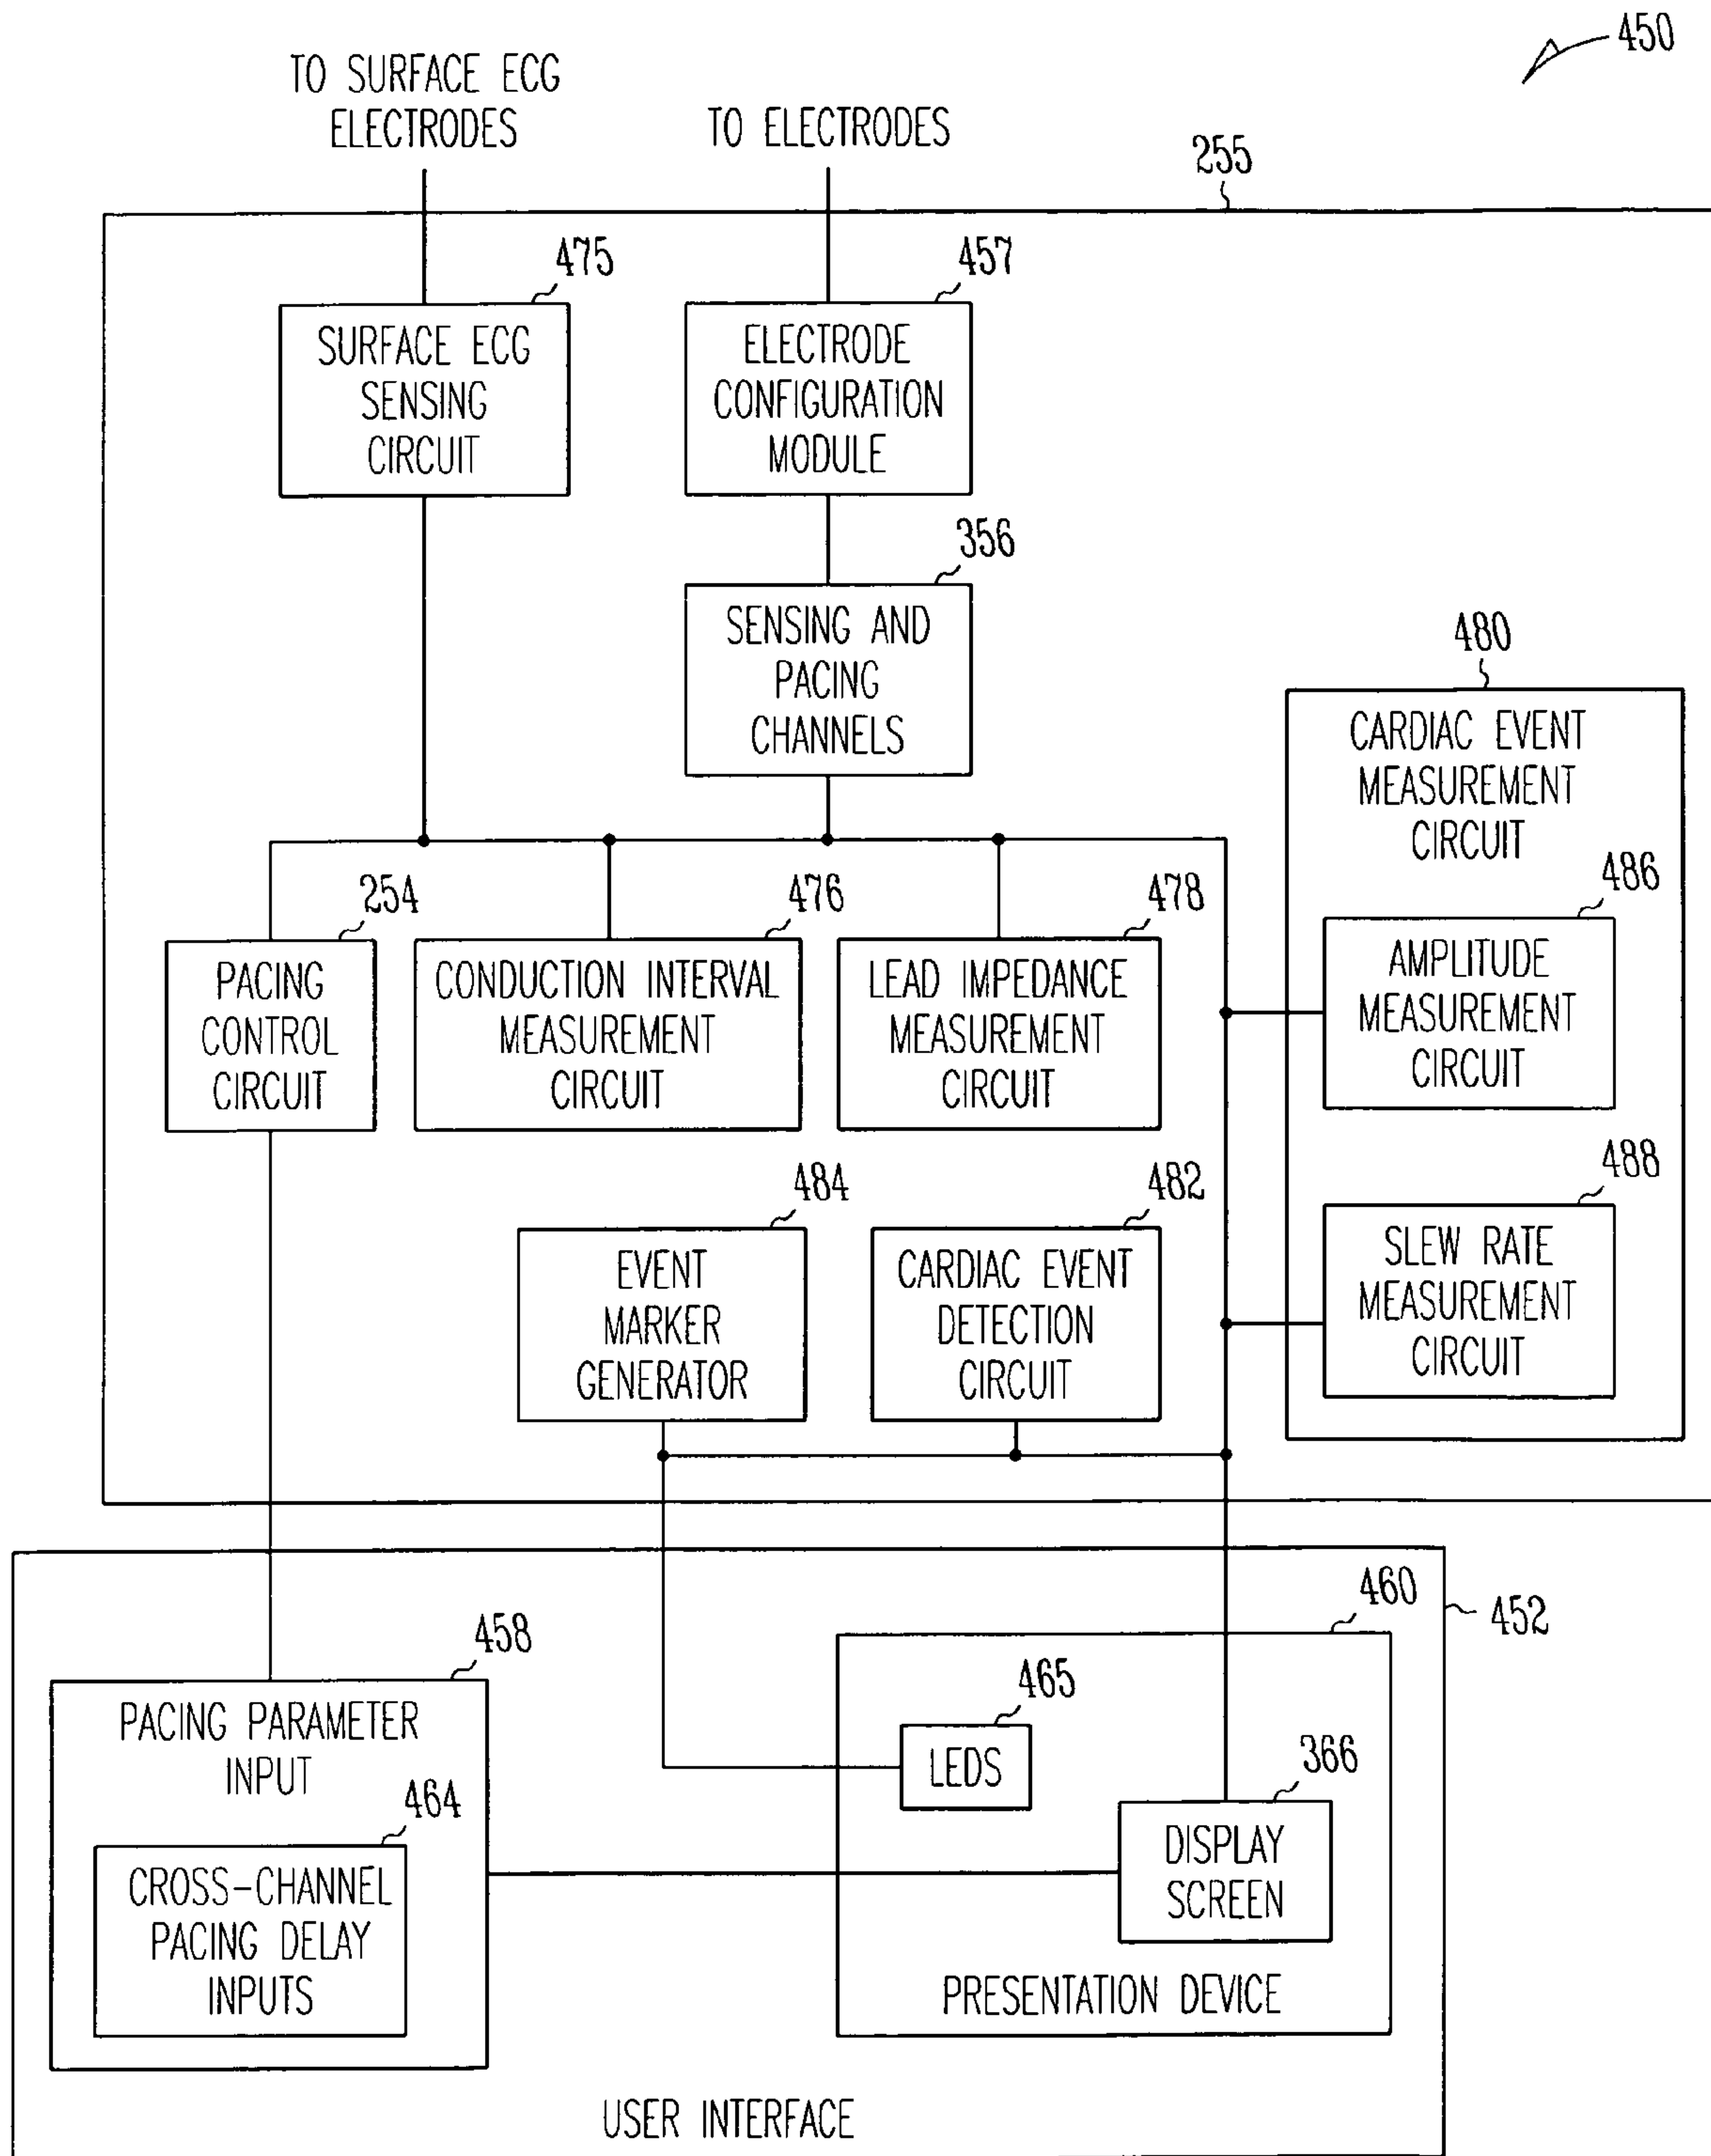 450
TO SURFACE ECG
ELECTRODES
TO ELECTRODES
255
475
SURFACE ECG
SENSING
CIRCUIT
457
ELECTRODE
CONFIGURATION
MODULE
356
SENSING AND
PACING
CHANNELS
480
CARDIAC EVENT
MEASUREMENT
CIRCUIT
486
AMPLITUDE
MEASUREMENT
CIRCUIT
488
SLEW RATE
MEASUREMENT
CIRCUIT
254
PACING
CONTROL
CIRCUIT
476
CONDUCTION INTERVAL
MEASUREMENT
CIRCUIT
478
LEAD IMPEDANCE
MEASUREMENT
CIRCUIT
484
EVENT
MARKER
GENERATOR
482
CARDIAC EVENT
DETECTION
CIRCUIT
452
458
PACING PARAMETER
INPUT
464
CROSS-CHANNEL
PACING DELAY
INPUTS
460
465
LEDS
366
DISPLAY
SCREEN
PRESENTATION DEVICE
USER INTERFACE